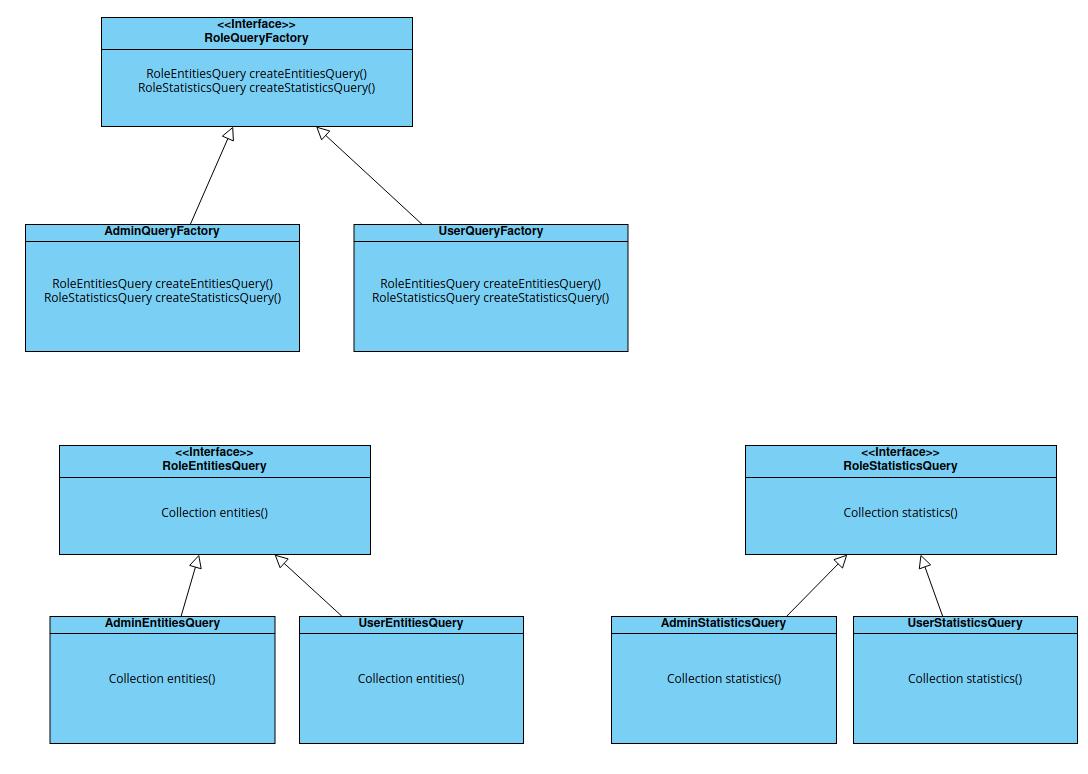 <<Interface>>
RoleQueryFactory
RoleEntitiesQuery createEntitiesQuery()
RoleStatisticsQuery createStatisticsQuery()
AdminQueryFactory
RoleEntitiesQuery createEntitiesQuery()
RoleStatisticsQuery createStatisticsQuery()
UserQueryFactory
RoleEntitiesQuery createEntitiesQuery()
RoleStatisticsQuery createStatisticsQuery()
<<Interface>>
RoleEntitiesQuery
Collection entities()
<<Interface>>
RoleStatisticsQuery
Collection statistics()
AdminEntitiesQuery
Collection entities()
UserEntitiesQuery
Collection entities()
AdminStatisticsQuery
Collection statistics()
UserStatisticsQuery
Collection statistics()